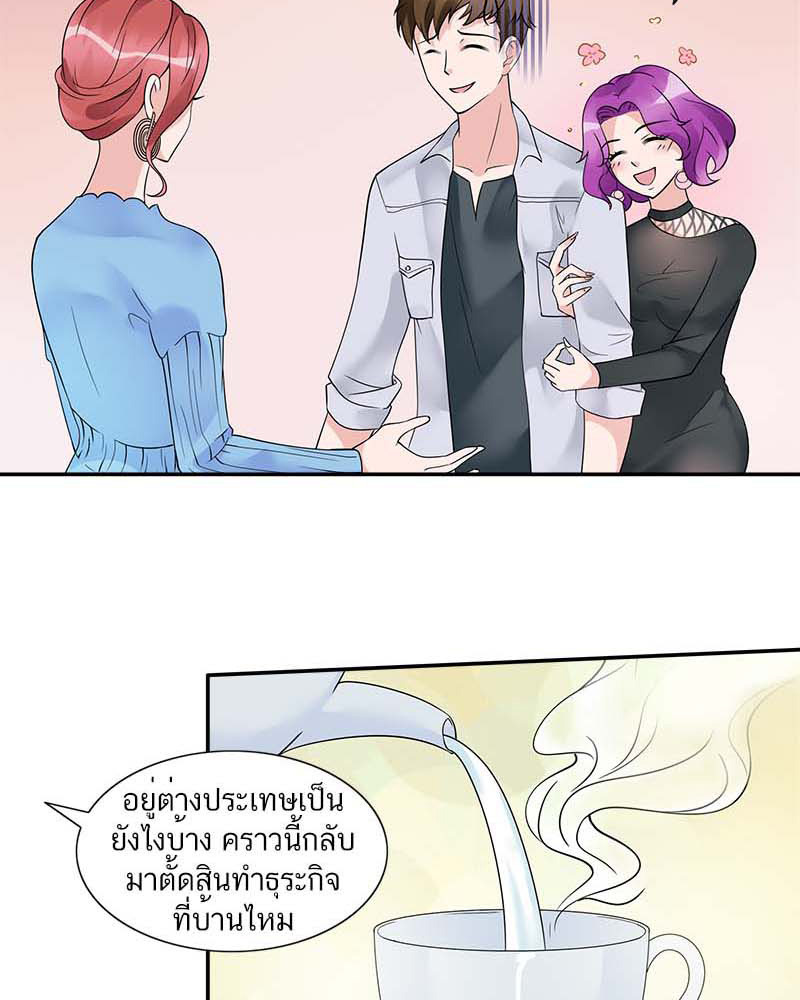 อยู่ต่างประเทษเป็น
ยังไงบ้าง คราวนี้กลับ
มาตั้ดสินทำธุระกิจ
ที่บ้านไหม